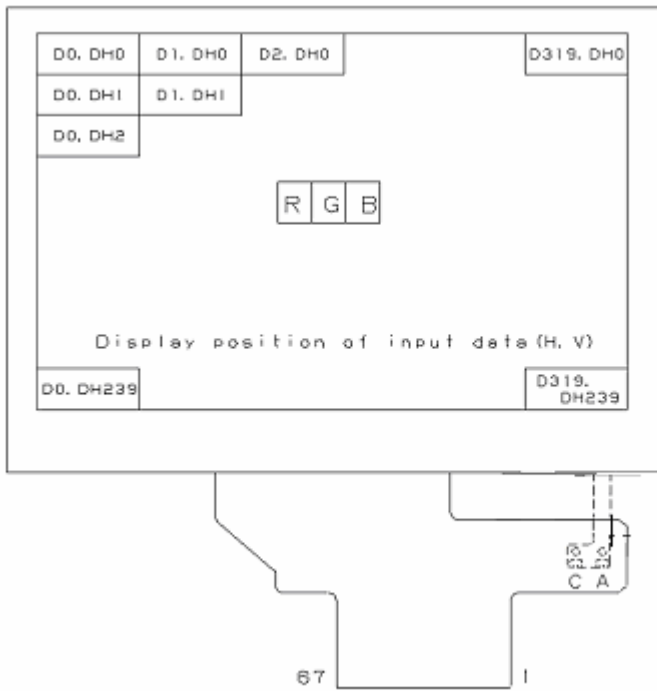 D0. DH0 D1. DH0 D2. DH0 D319. DH0
D0. DH1 D1. DH1
D0. DH2
R G B
Display position of input data(H. V)
D0. DH239 D319. DH239
C A
67 1